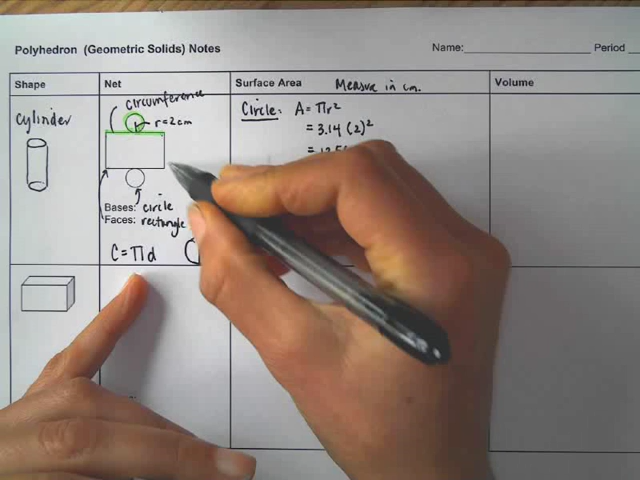 Polyhedron (Geometric Solids) Notes
Name: Period
Shape Net Surface Area Measure in cm. Volume
Cylinder
circumference
r=2cm
Bases: circle
Faces: rectangle
C=πd
Circle: A= πr²
= 3.14 (2)²